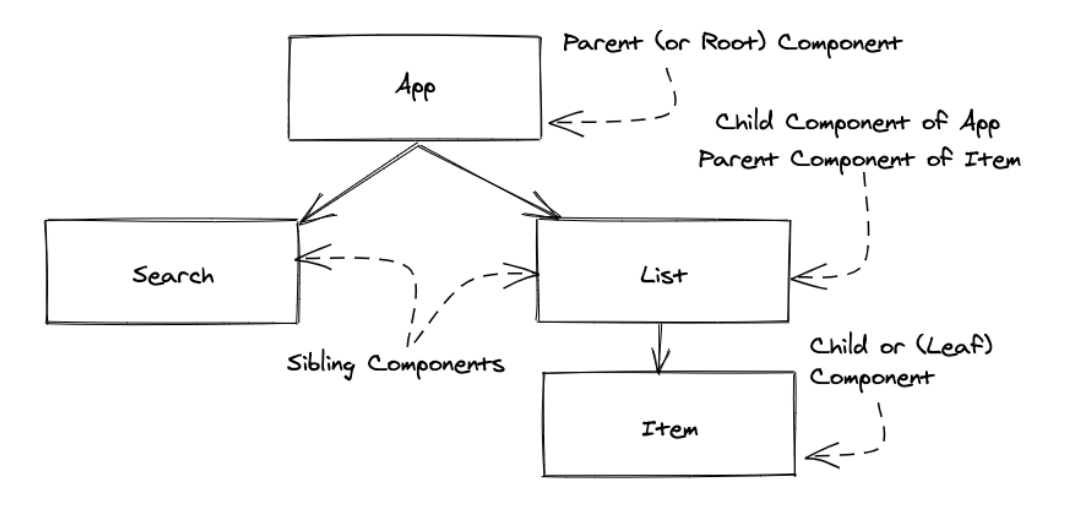 Parent (or Root) Component
App
Child Component of App
Parent Component of Item
Search
List
Sibling Components
Child or (Leaf)
Component
Item